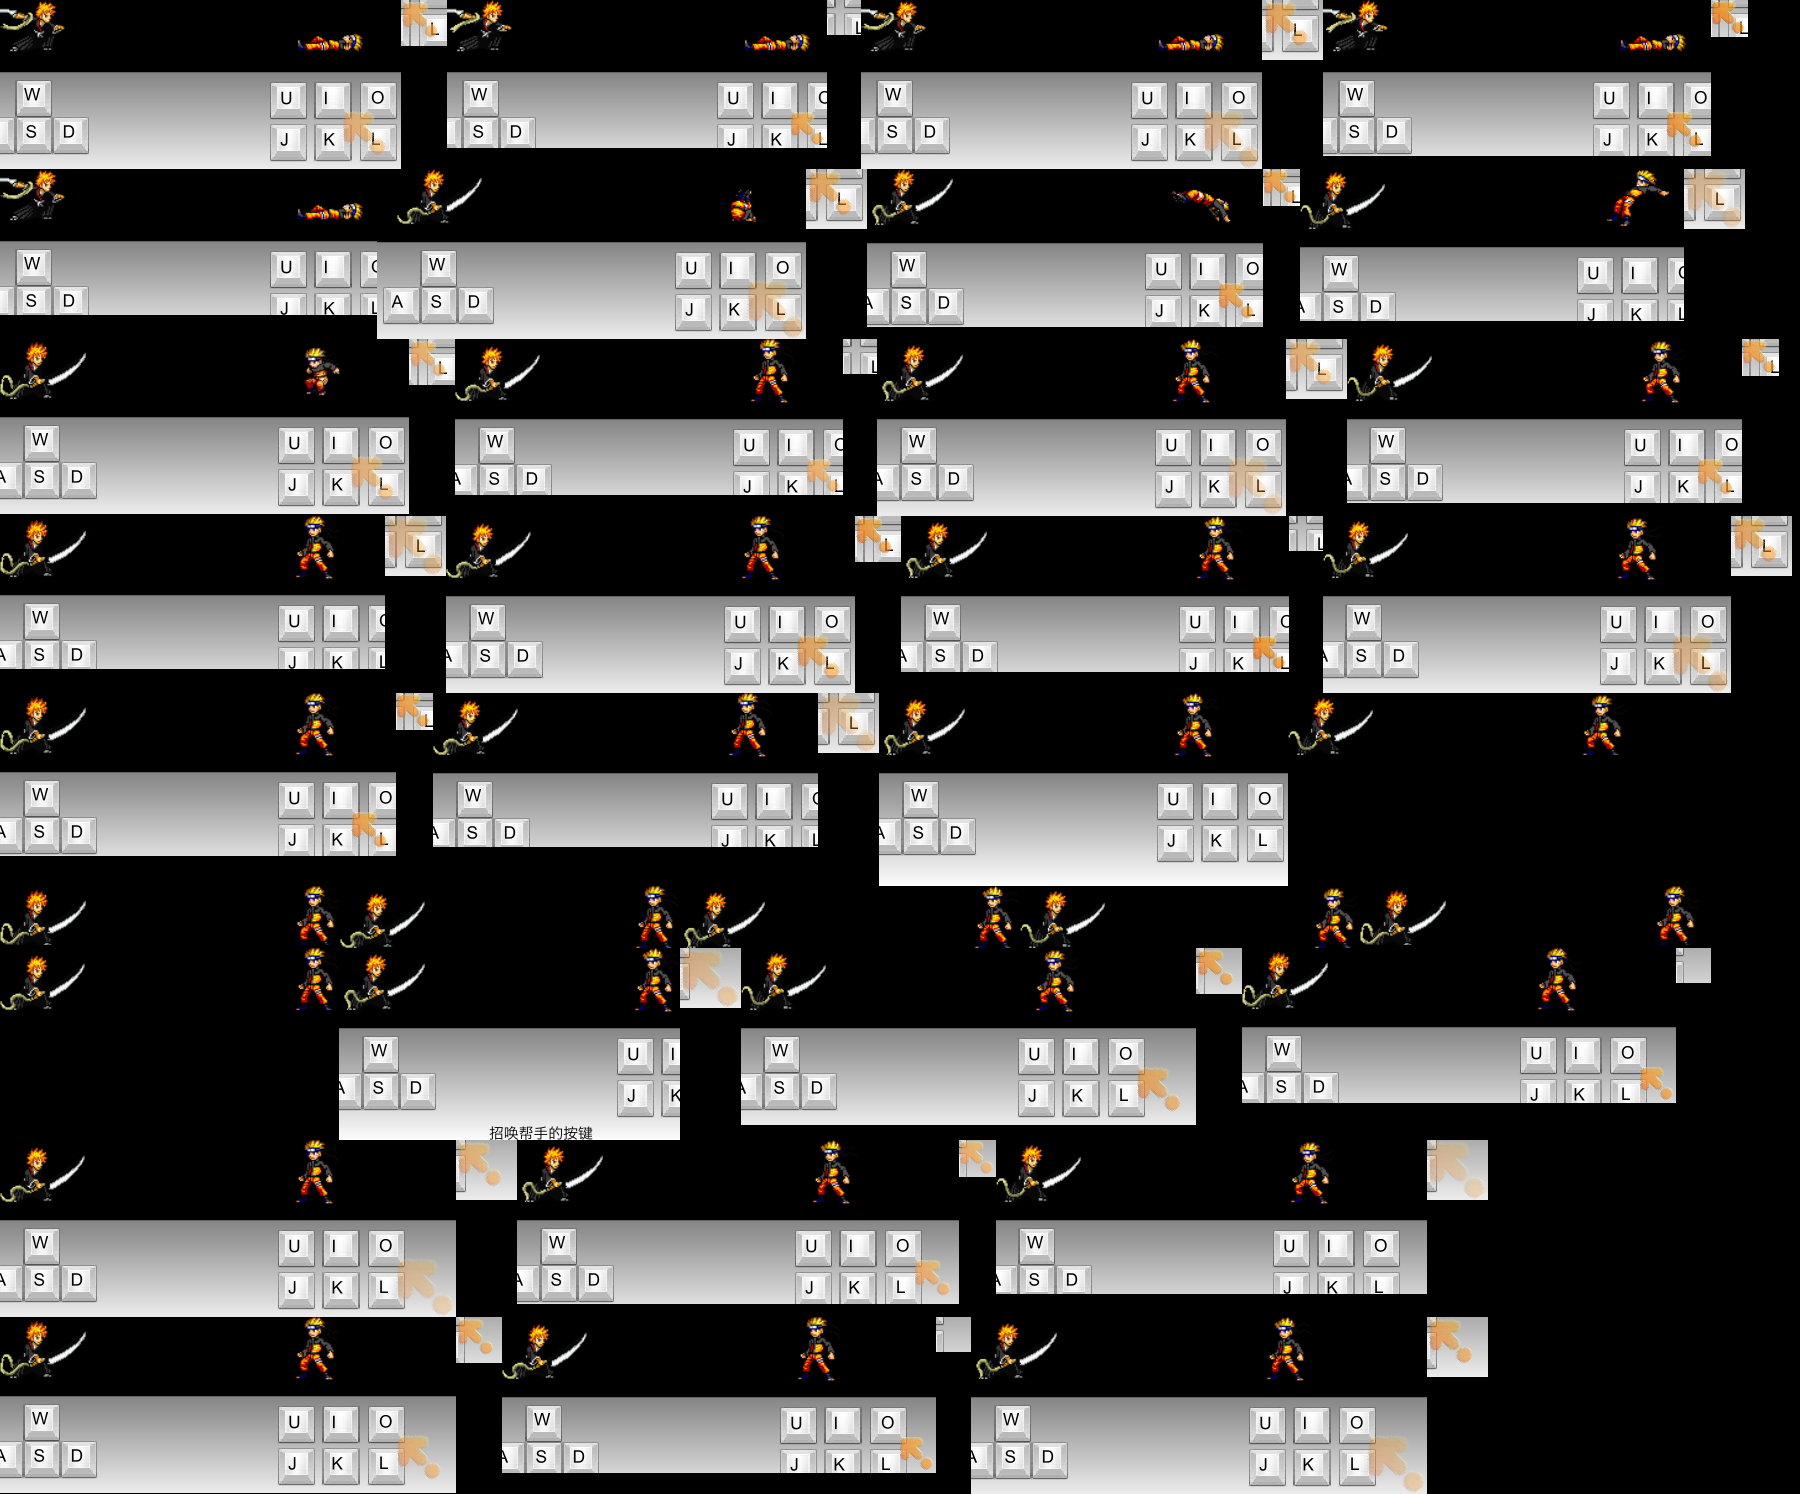 L L L L
W U I O W U I W U I O W U I O
S D J K L S D J K L S D J K L S D J K L
L L L
W U I W U I O W U I O W U I
S D J K A S D J K L S D J K L S D J K
L L L L
W U I O W U I W U I O W U I O
S D J K L S D J K S D J K L S D J K L
L L L L
W U I W U I O W U I W U I O
S D J K S D J K L S D J K S D J K L
L L
W U I O W U I W U I O
S D J K L S D J K S D J K L
W U I W U I O W U I O
S D J K S D J K L S D J K L
招唤帮手的按键
W U I O W U I O W U I O
S D J K L S D J K L S D J K L
W U I O W U I O W U I O
S D J K L S D J K L S D J K L